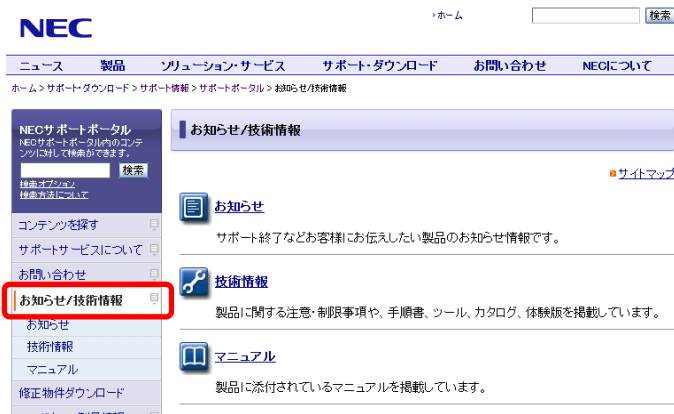 ホーム
検索
NEC
ニュース 製品 ソリューション・サービス サポート・ダウンロード お問い合わせ NECについて
ホーム > サポート・ダウンロード > サポート情報 > サポートポータル > お知らせ/技術情報
NECサポートポータル
NECサポートポータル内のコンテ
ンツに対して検索ができます。
検索
検索オプション
検索方法について
コンテンツを探す
サポートサービスについて
お問い合わせ
お知らせ/技術情報
お知らせ
技術情報
マニュアル
修正物件ダウンロード
お知らせ/技術情報
サイトマップ
お知らせ
サポート終了などお客様にお伝えしたい製品のお知らせ情報です。
技術情報
製品に関する注意・制限事項や、手順書、ツール、カタログ、体験版を掲載しています。
マニュアル
製品に添付されているマニュアルを掲載しています。